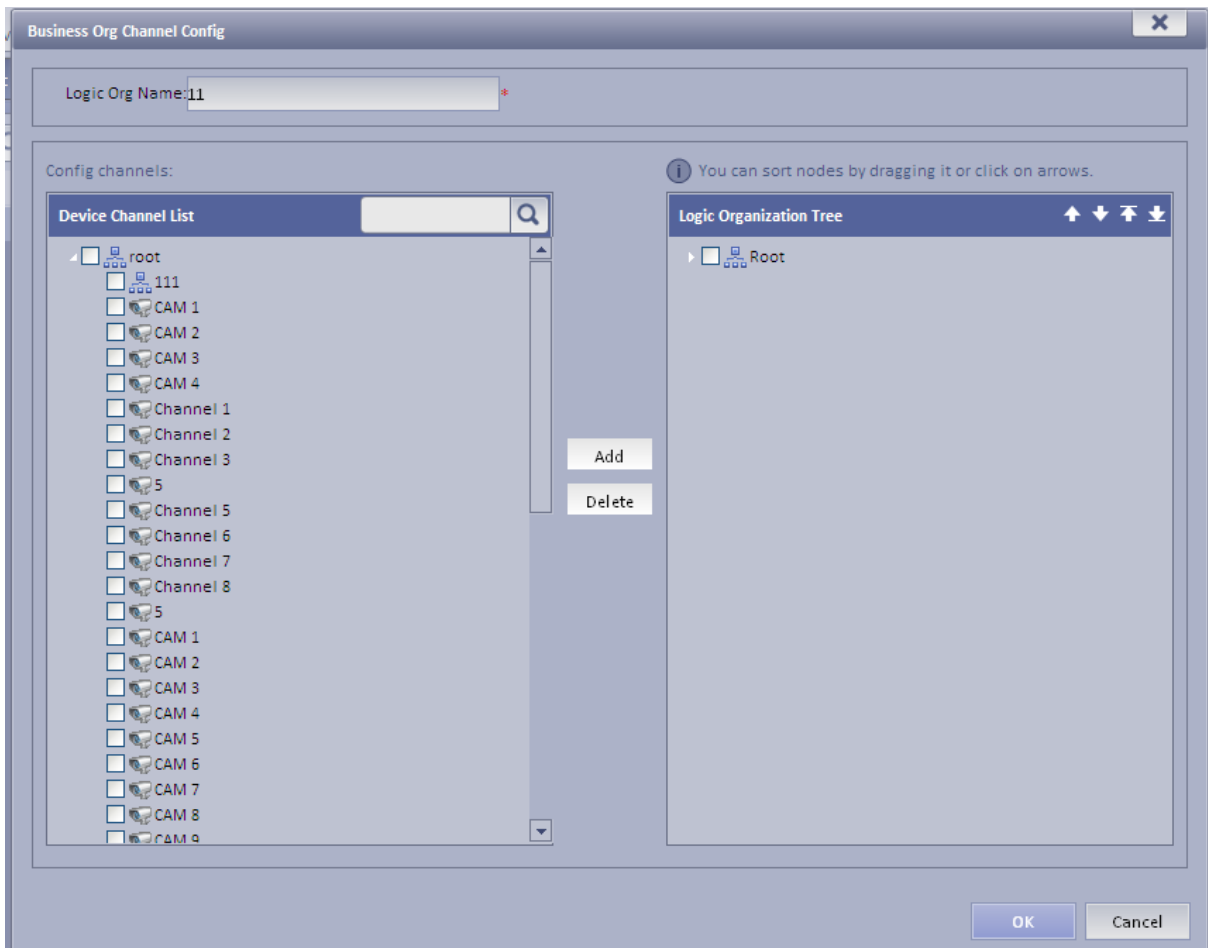 Business Org Channel Config
Logic Org Name:11 *
Config channels:
You can sort nodes by dragging it or click on arrows.
Device Channel List
Logic Organization Tree
root
111
CAM 1
CAM 2
CAM 3
CAM 4
Channel 1
Channel 2
Channel 3
5
Channel 5
Channel 6
Channel 7
Channel 8
5
CAM 1
CAM 2
CAM 3
CAM 4
CAM 5
CAM 6
CAM 7
CAM 8
CAM 9
Add
Delete
Root
OK
Cancel